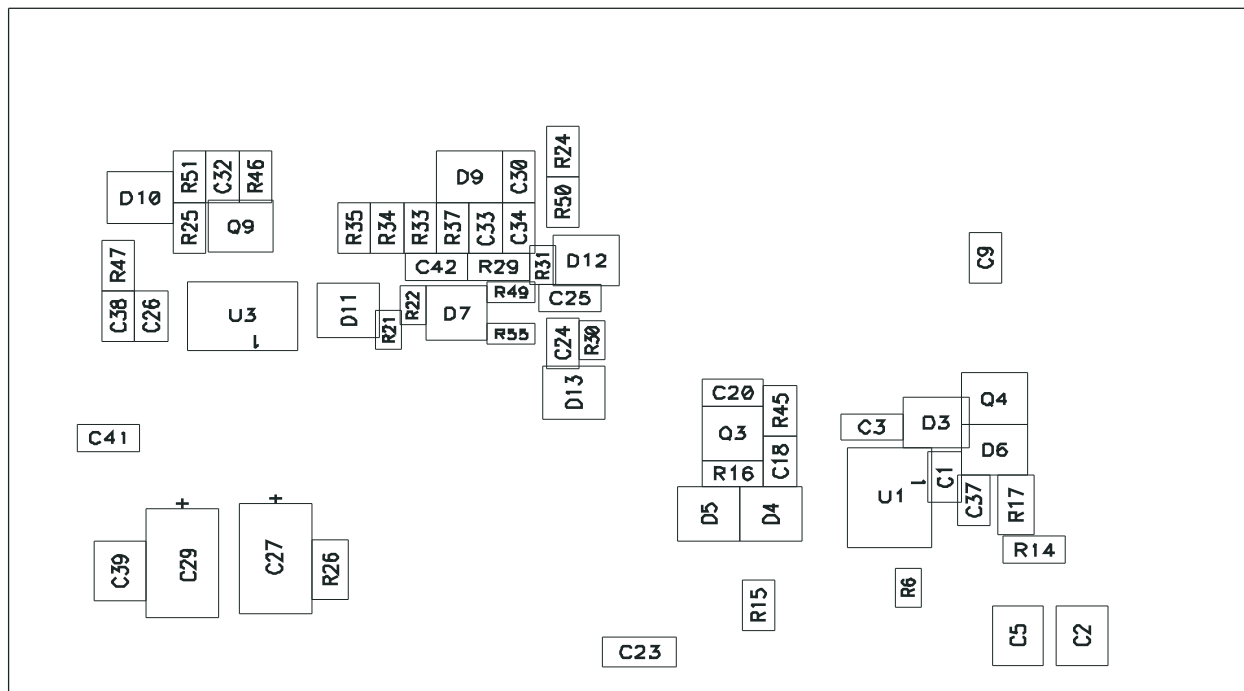 R24
R51
C32
R46
D9
C30
D10
R50
R25
Q9
R35
R34
R33
R37
C33
C34
R47
C42
R29
R31
D12
C9
C38
C26
U3
1
D11
R21
R22
D7
R49
C25
R55
C24
R30
D13
C20
R45
Q4
C41
Q3
C3
D3
C18
D6
R16
U1
1
C1
C37
R17
D5
D4
+
+
C29
C27
R14
C39
R26
R6
R15
C5
C2
C23